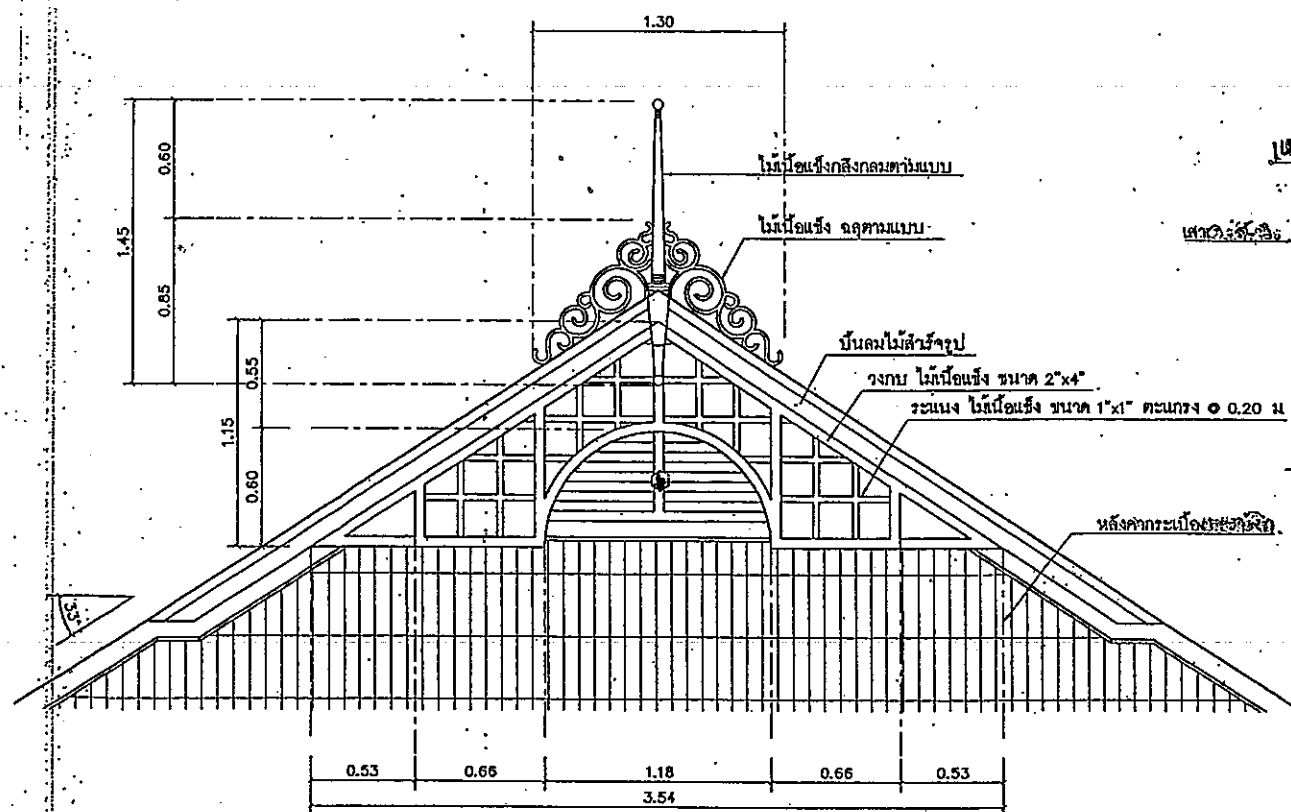 1.30
ไม้เนื้อแข็งกลึงกลมตามแบบ
ไม้เนื้อแข็ง ฉลุตามแบบ
0.60
1.45
0.85
0.55
1.15
0.60
ปั้นลมไม้สำเร็จรูป
วงกบ ไม้เนื้อแข็ง ขนาด 2"x4"
ระแนง ไม้เนื้อแข็ง ขนาด 1"x1" ตะแกรง @ 0.20 ม
หลังคากระเบื้อง
33°
0.53 0.66 1.18 0.66 0.53
3.54